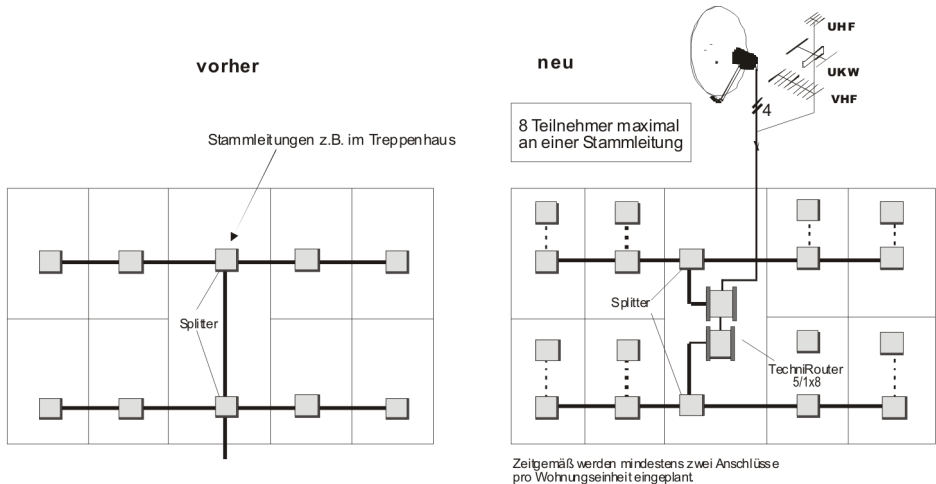 vorher
Stammleitungen z.B. im Treppenhaus
Splitter
neu
UHF
UKW
VHF
4
8 Teilnehmer maximal
an einer Stammleitung
Splitter
TechniRouter
5/1x8
Zeitgemäß werden mindestens zwei Anschlüsse
pro Wohnungseinheit eingeplant.